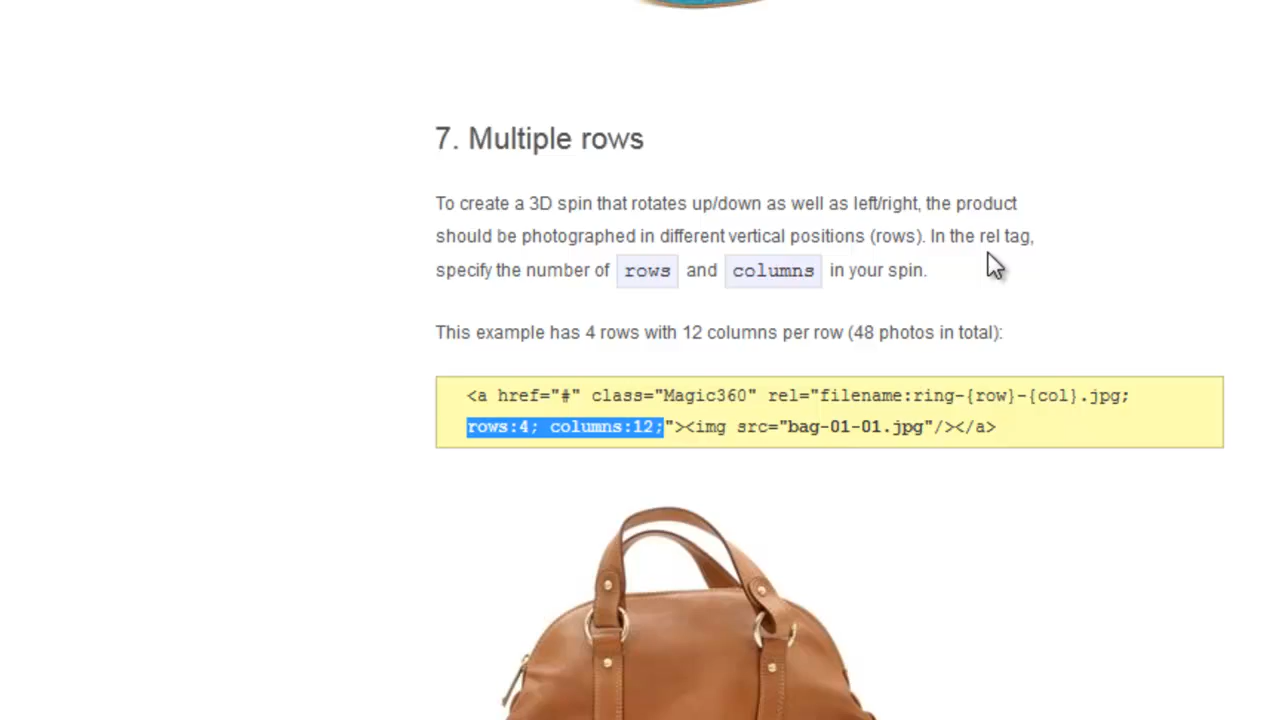 7. Multiple rows
To create a 3D spin that rotates up/down as well as left/right, the product
should be photographed in different vertical positions (rows). In the rel tag,
specify the number of rows and columns in your spin.
This example has 4 rows with 12 columns per row (48 photos in total):
<a href="#" class="Magic360" rel="filename:ring-{row}-{col}.jpg;
rows:4; columns:12;"><img src="bag-01-01.jpg"/></a>